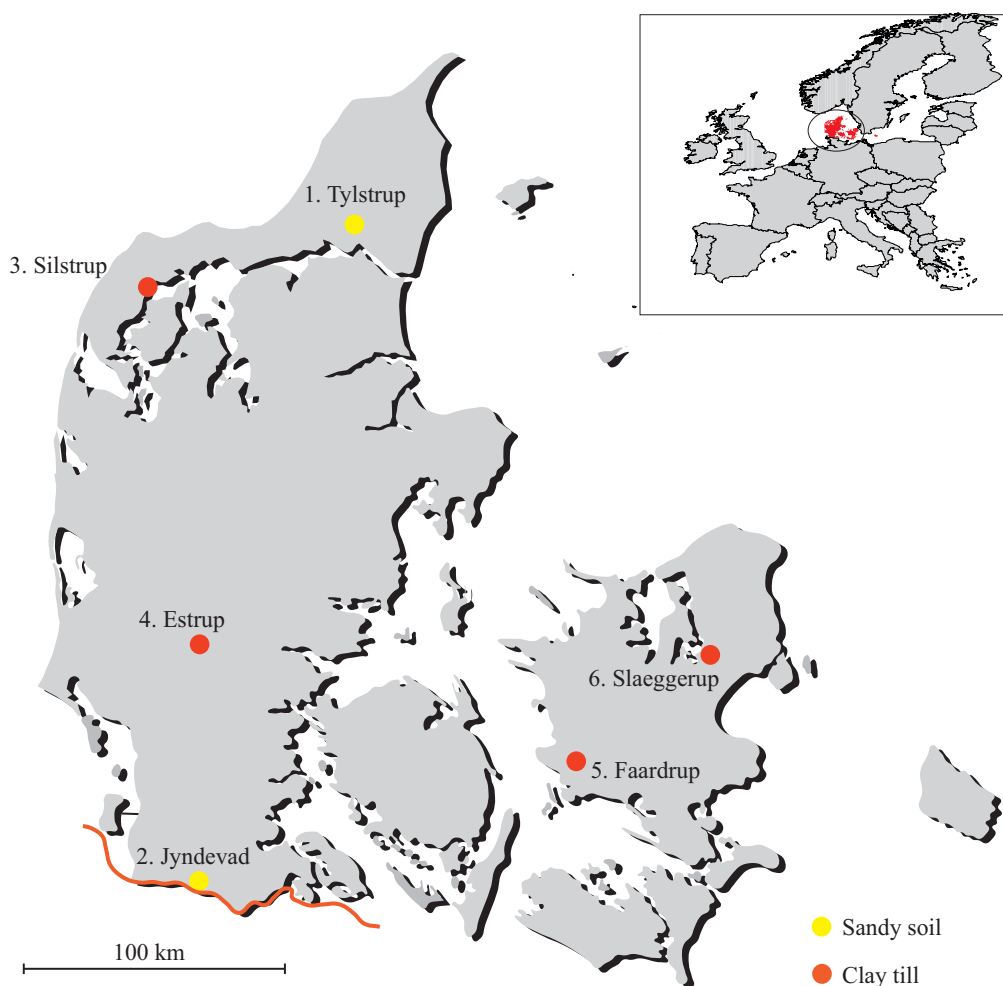 1. Tylstrup
3. Silstrup
4. Estrup
6. Slaeggerup
5. Faardrup
2. Jyndevad
100 km
Sandy soil
Clay till